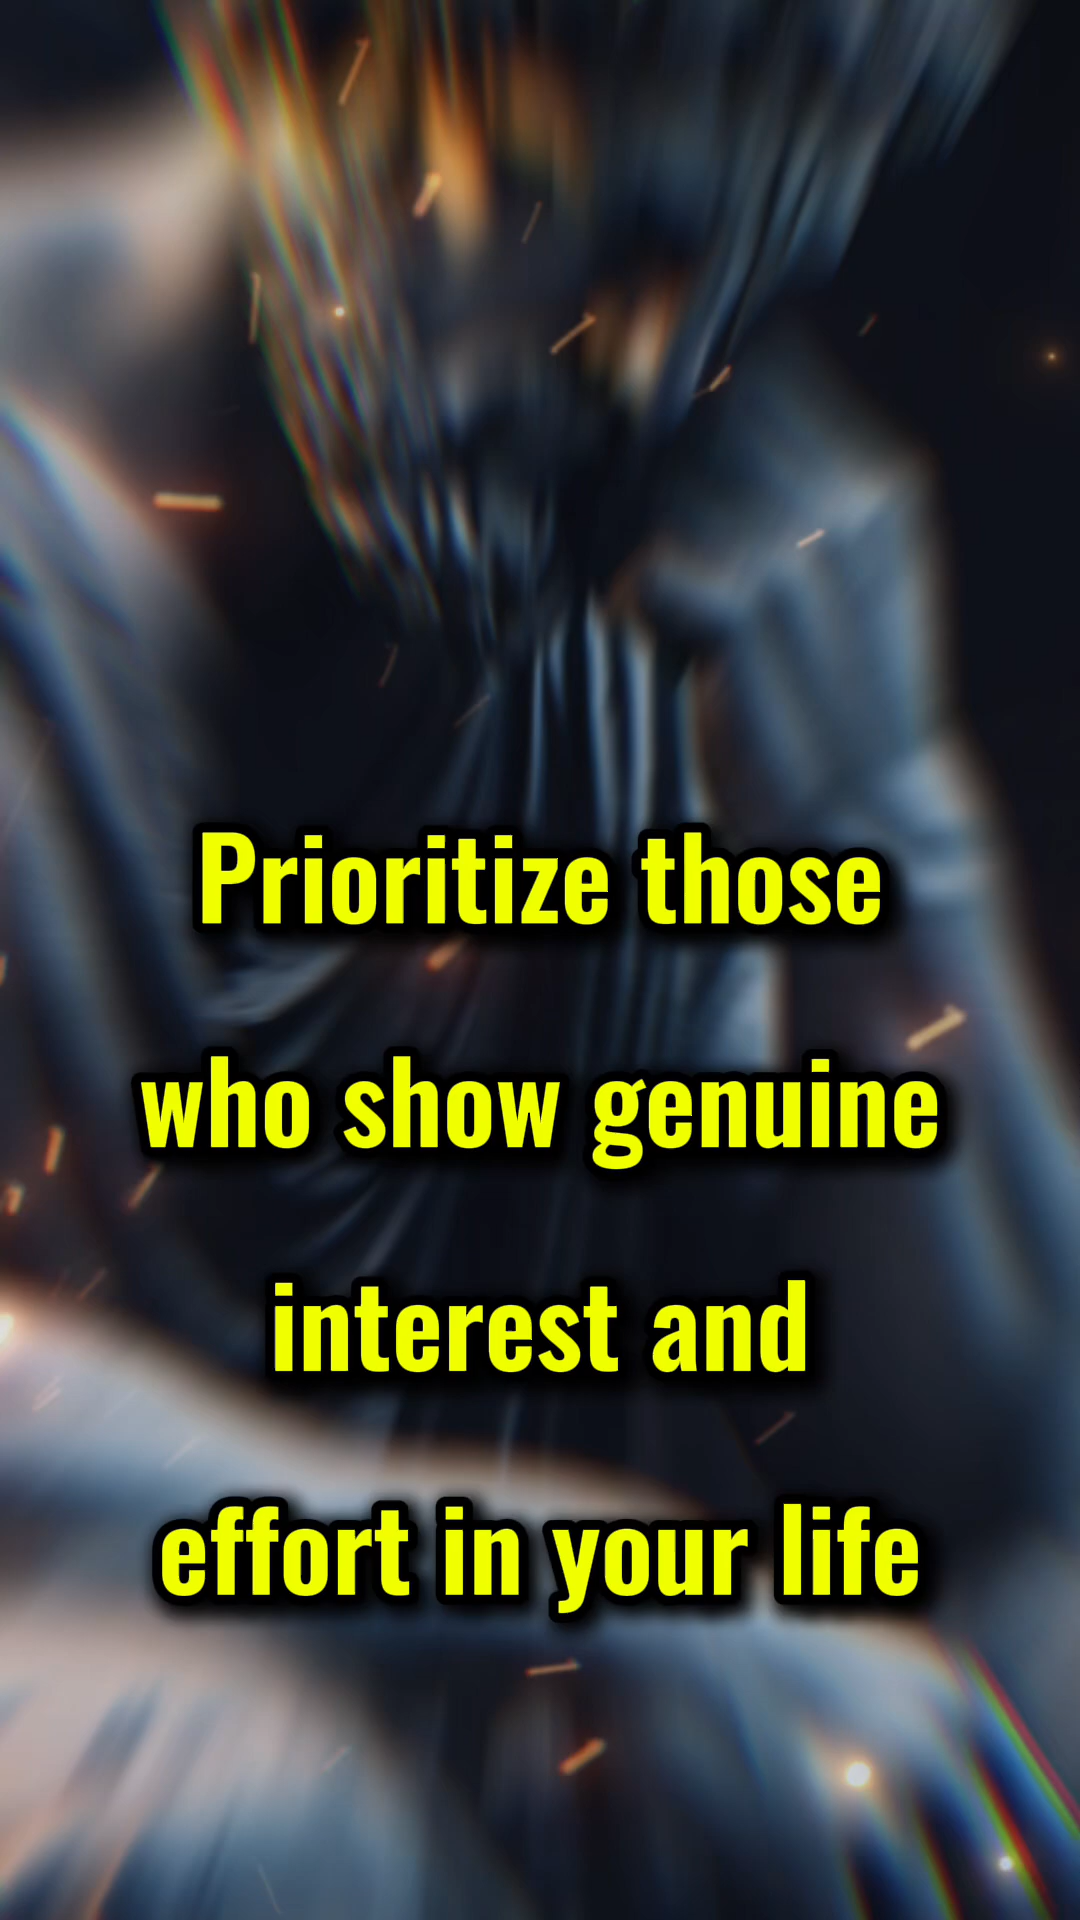 Prioritize those
who show genuine
interest and
effort in your life